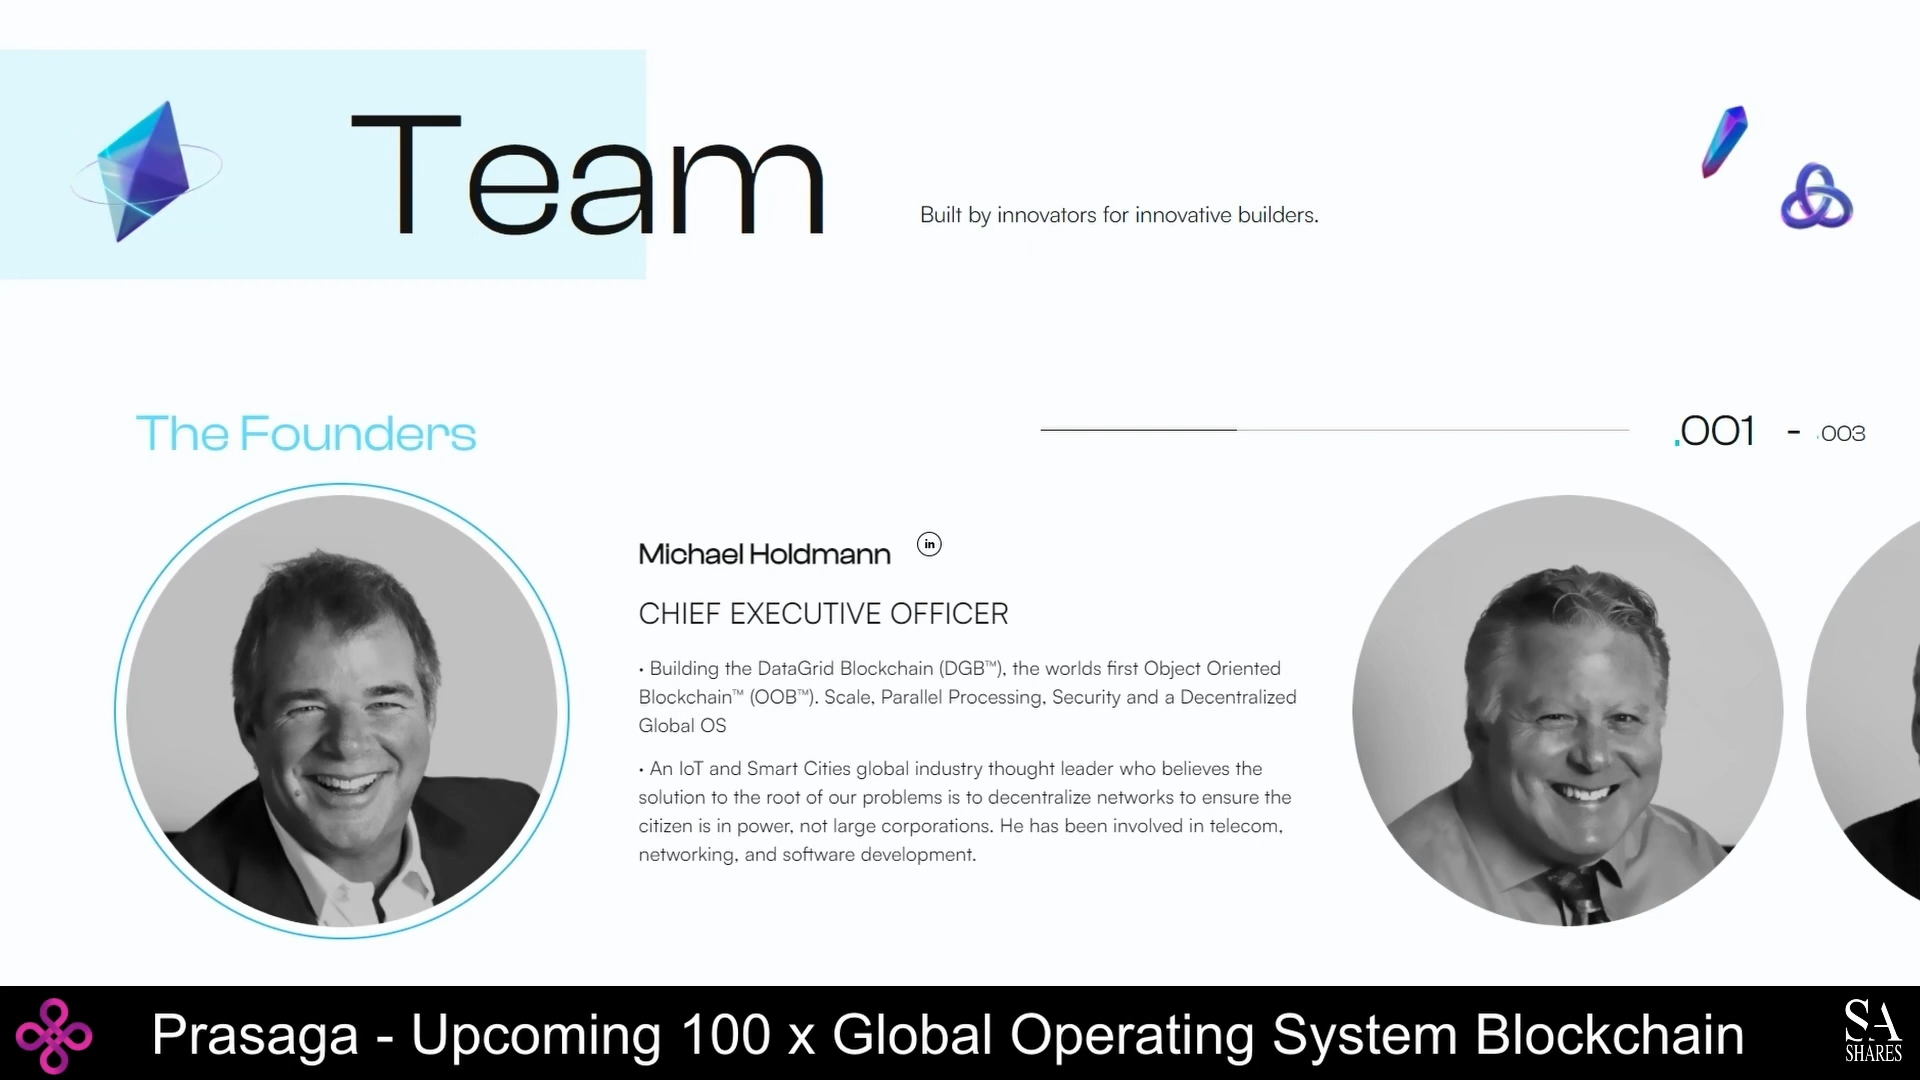 Team
Built by innovators for innovative builders.
The Founders
.001 - .003
Michael Holdmann in
CHIEF EXECUTIVE OFFICER
• Building the DataGrid Blockchain (DGB™), the worlds first Object Oriented
Blockchain™ (OOB™). Scale, Parallel Processing, Security and a Decentralized
Global OS
• An IoT and Smart Cities global industry thought leader who believes the
solution to the root of our problems is to decentralize networks to ensure the
citizen is in power, not large corporations. He has been involved in telecom,
networking, and software development.
Prasaga - Upcoming 100 x Global Operating System Blockchain
SA
SHARES